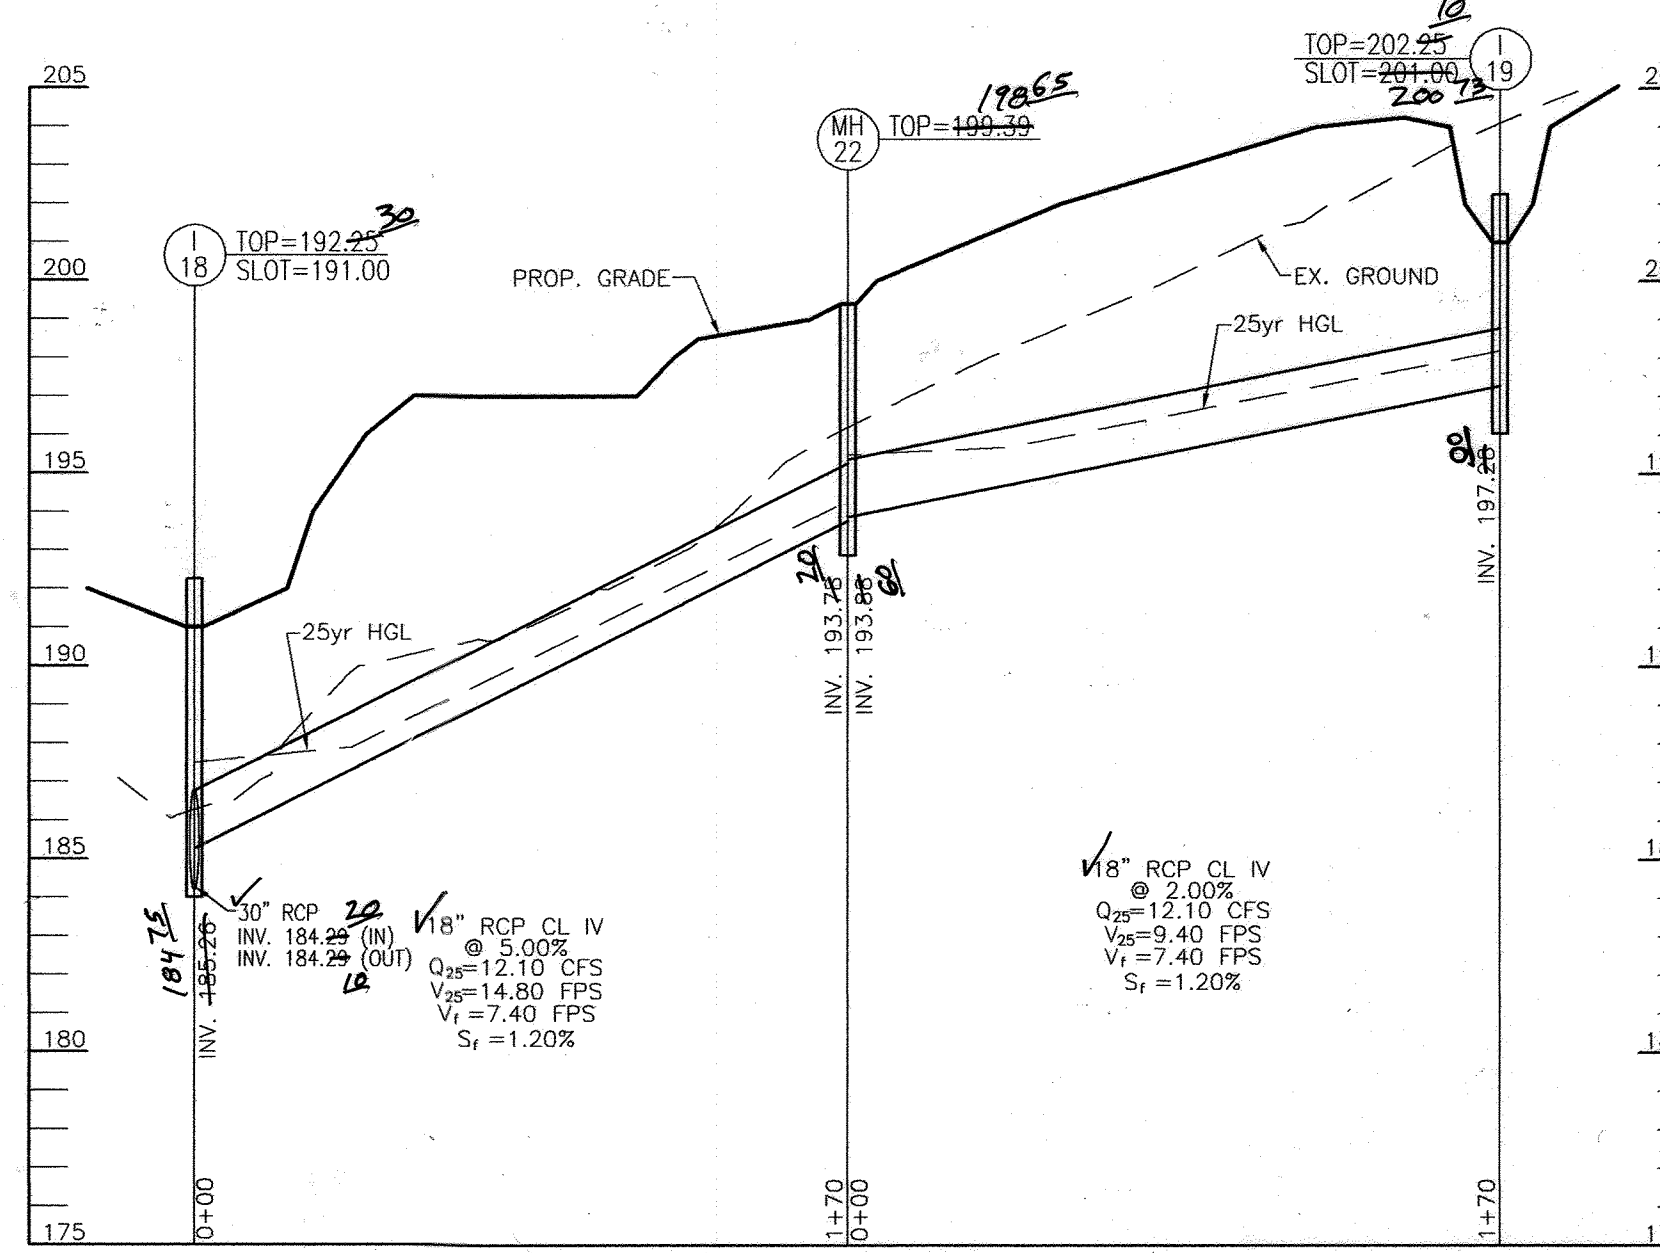 10
TOP=202.25
SLOT=201.00
200 73
I
19
205
198 65
MH
22
TOP=199.39
30
I
18
TOP=192.25
SLOT=191.00
200
PROP. GRADE
EX. GROUND
25yr HGL
195
90
INV. 197.28
20
60
INV. 193.78
INV. 193.88
25yr HGL
190
185
18" RCP CL IV
@ 2.00%
Q25=12.10 CFS
V25=9.40 FPS
Vf=7.40 FPS
Sf =1.20%
30" RCP
20
INV. 184.29 (IN)
INV. 184.29 (OUT)
10
184 75
INV. 185.26
18" RCP CL IV
@ 5.00%
Q25=12.10 CFS
V25=14.80 FPS
Vf =7.40 FPS
Sf =1.20%
180
175
0+00
1+70
0+00
1+70